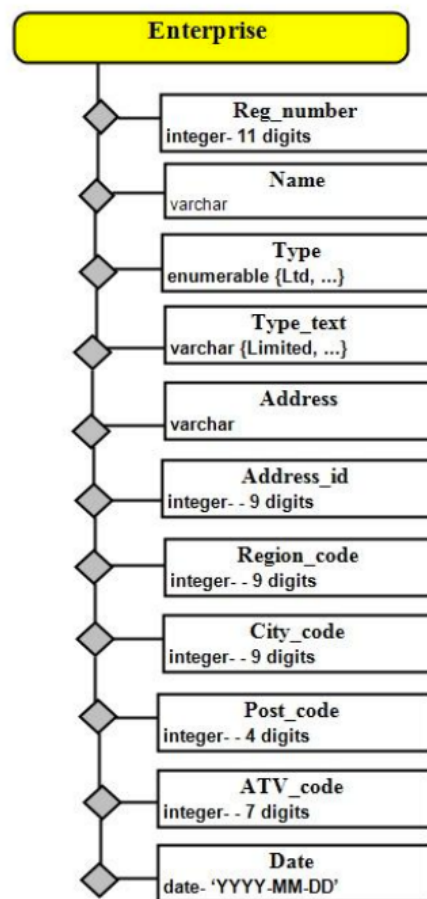 Enterprise
Reg_number
integer- 11 digits
Name
varchar
Type
enumerable {Ltd, ...}
Type_text
varchar {Limited, ...}
Address
varchar
Address_id
integer- - 9 digits
Region_code
integer- - 9 digits
City_code
integer- - 9 digits
Post_code
integer- - 4 digits
ATV_code
integer- - 7 digits
Date
date- ‘YYYY-MM-DD’